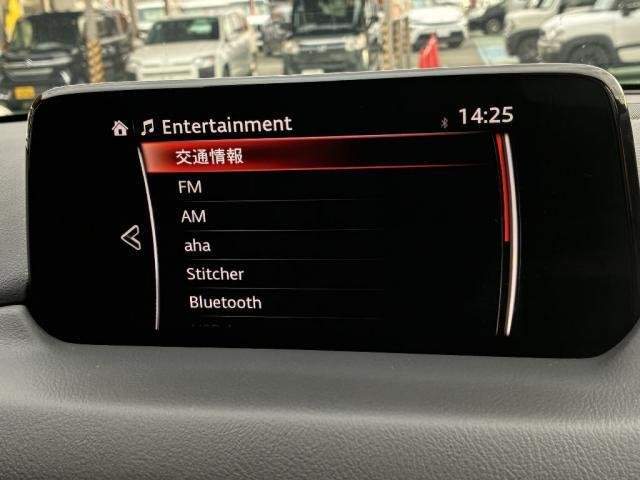 Entertainment
14:25
交通情報
FM
AM
aha
Stitcher
Bluetooth